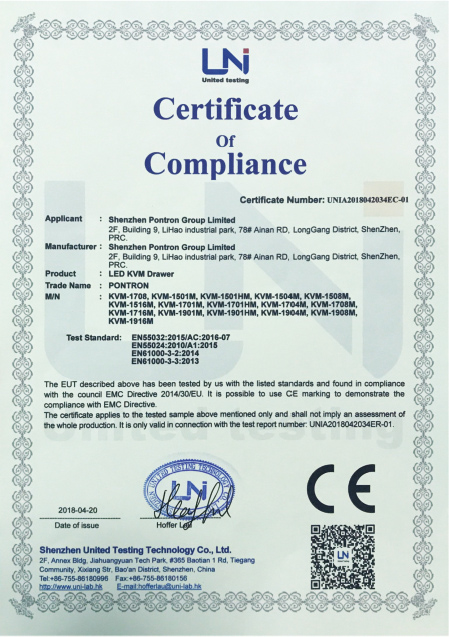 UNi
United testing
Certificate
Of
Compliance
Certificate Number: UNIA2018042034EC-01
Applicant : Shenzhen Pontron Group Limited
2F, Building 9, LiHao industrial park, 78# Ainan RD, LongGang District, ShenZhen,
PRC.
Manufacturer : Shenzhen Pontron Group Limited
2F, Building 9, LiHao industrial park, 78# Ainan RD, LongGang District, ShenZhen,
PRC.
Product : LED KVM Drawer
Trade Name : PONTRON
M/N : KVM-1708, KVM-1501M, KVM-1501HM, KVM-1504M, KVM-1508M,
KVM-1516M, KVM-1701M, KVM-1701HM, KVM-1704M, KVM-1708M,
KVM-1716M, KVM-1901M, KVM-1901HM, KVM-1904M, KVM-1908M,
KVM-1916M
Test Standard: EN55032:2015/AC:2016-07
EN55024:2010/A1:2015
EN61000-3-2:2014
EN61000-3-3:2013
The EUT described above has been tested by us with the listed standards and found in compliance
with the council EMC Directive 2014/30/EU. It is possible to use CE marking to demonstrate the
compliance with EMC Directive.
The certificate applies to the tested sample above mentioned only and shall not imply an assessment of
the whole production. It is only valid in connection with the test report number: UNIA2018042034ER-01.
2018-04-20
Date of issue
Hoffer Lau
CE
Shenzhen United Testing Technology Co., Ltd.
2F, Annex Bldg, Jiahuangyuan Tech Park, #365 Baotian 1 Rd, Tiegang
Community, Xixiang Str, Bao'an District, Shenzhen, China
Tel:+86-755-86180996 Fax:+86-755-86180156
http://www.uni-lab.hk E-mail:hofferlau@uni-lab.hk